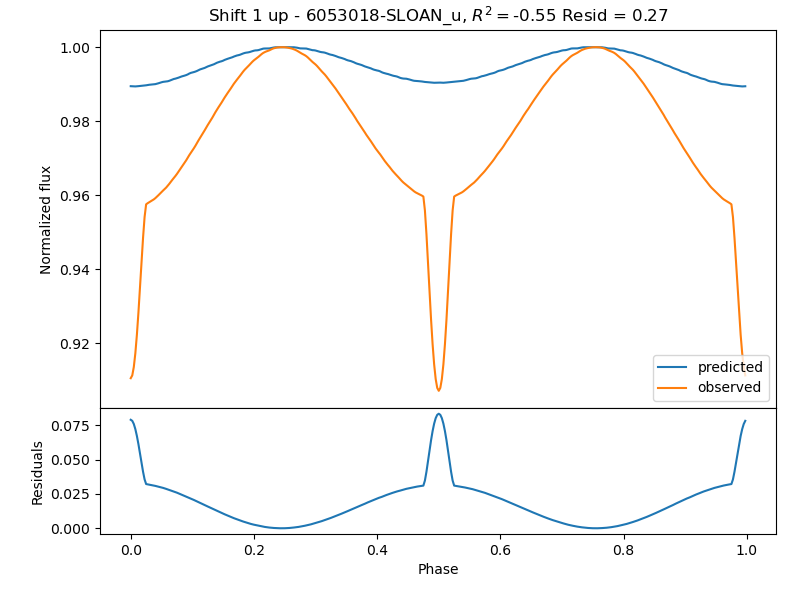 Shift 1 up - 6053018-SLOAN_u, R² = -0.55 Resid = 0.27
Normalized flux
1.00
0.98
0.96
0.94
0.92
predicted
observed
Residuals
0.075
0.050
0.025
0.000
0.0 0.2 0.4 0.6 0.8 1.0
Phase